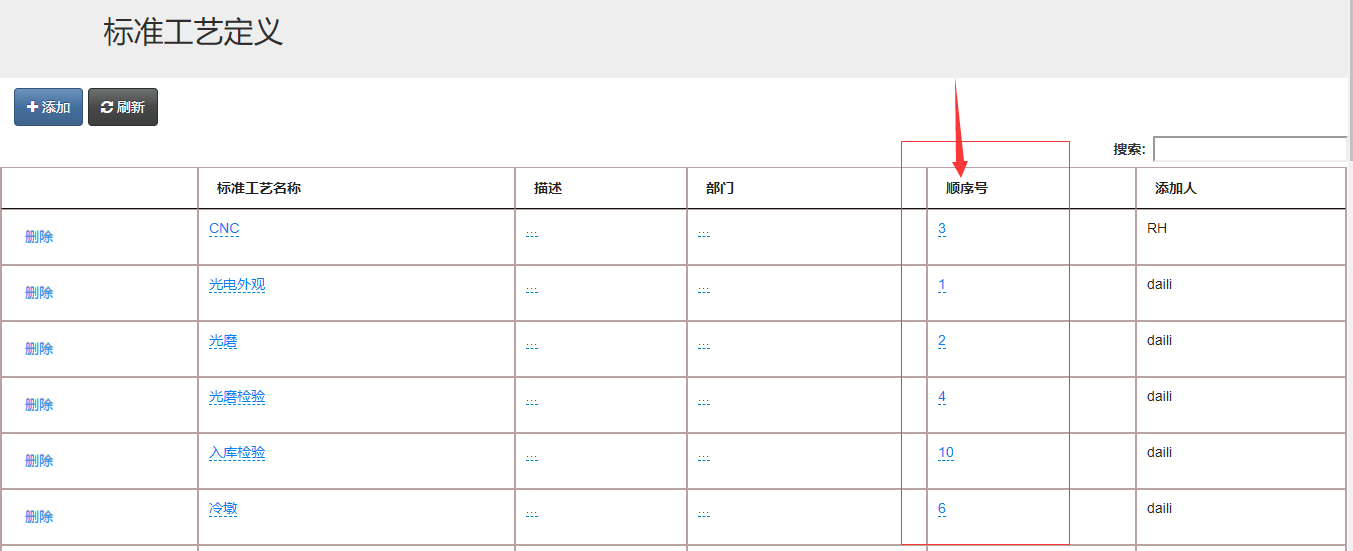 标准工艺定义
添加 刷新
搜索:
标准工艺名称 描述 部门 顺序号 添加人
删除 CNC ... ... 3 RH
删除 光电外观 ... ... 1 daili
删除 光磨 ... ... 2 daili
删除 光磨检验 ... ... 4 daili
删除 入库检验 ... ... 10 daili
删除 冷墩 ... ... 6 daili